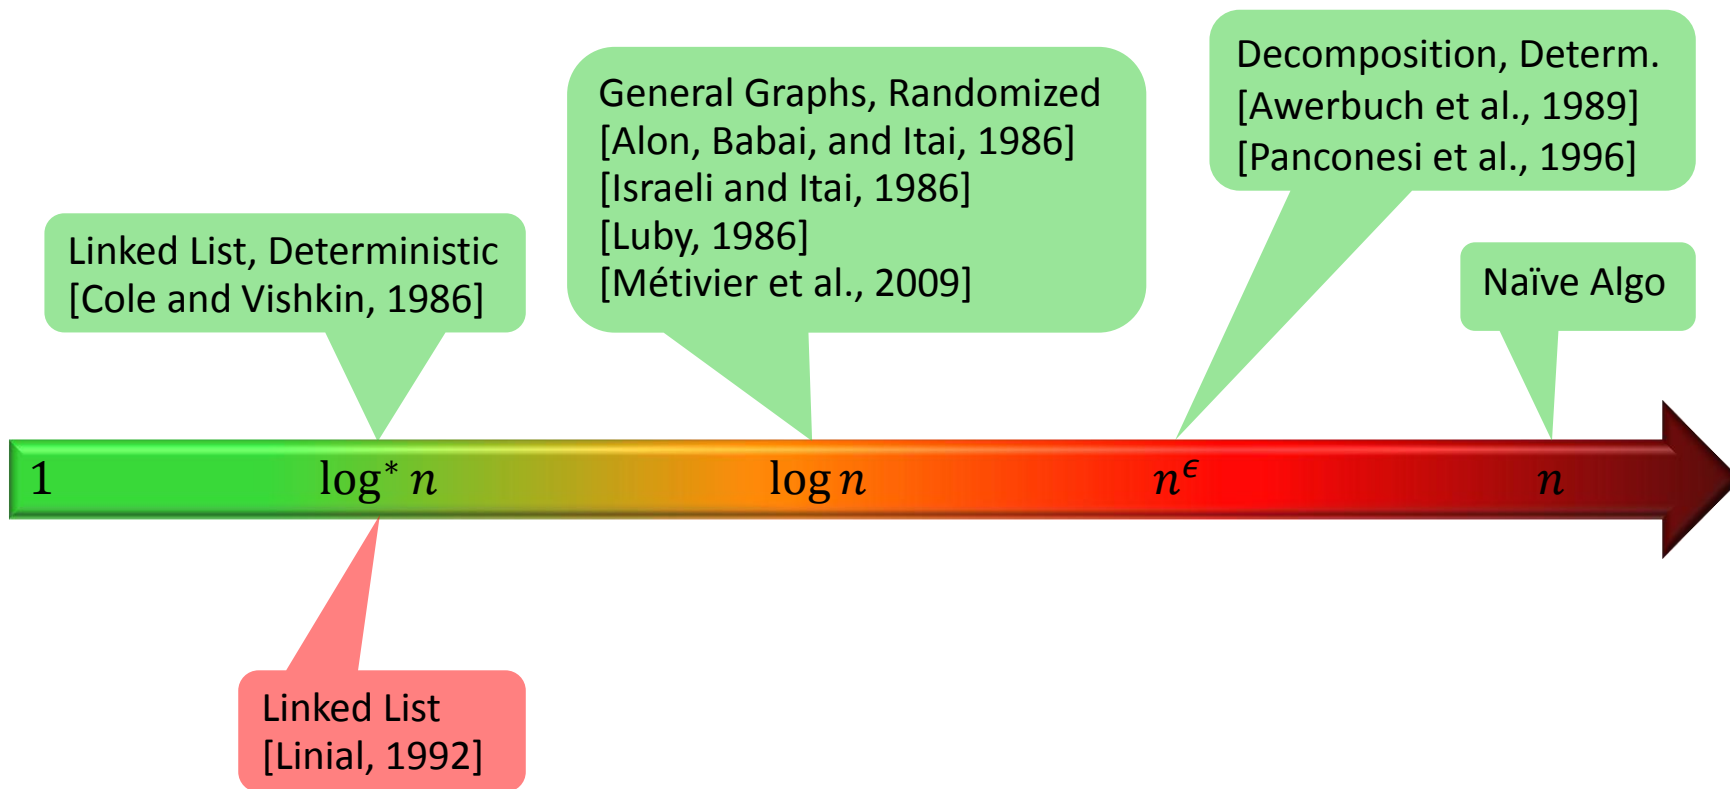 Decomposition, Determ.
[Awerbuch et al., 1989]
[Panconesi et al., 1996]
General Graphs, Randomized
[Alon, Babai, and Itai, 1986]
[Israeli and Itai, 1986]
[Luby, 1986]
[Métivier et al., 2009]
Linked List, Deterministic
[Cole and Vishkin, 1986]
Naïve Algo
1 log* n log n n^ϵ n
Linked List
[Linial, 1992]